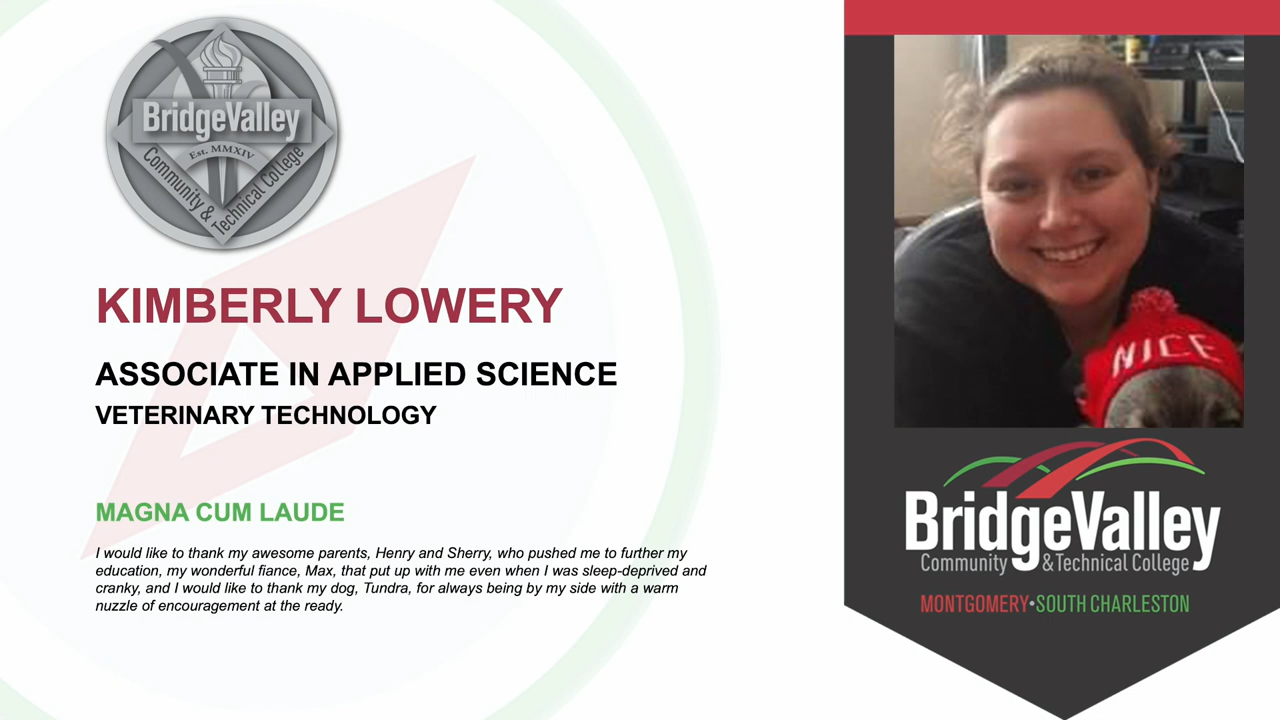 BridgeValley
Est. MMXIV
Community & Technical College
KIMBERLY LOWERY
ASSOCIATE IN APPLIED SCIENCE
VETERINARY TECHNOLOGY
MAGNA CUM LAUDE
I would like to thank my awesome parents, Henry and Sherry, who pushed me to further my
education, my wonderful fiance, Max, that put up with me even when I was sleep-deprived and
cranky, and I would like to thank my dog, Tundra, for always being by my side with a warm
nuzzle of encouragement at the ready.
NICE
BridgeValley
Community & Technical College
MONTGOMERY•SOUTH CHARLESTON